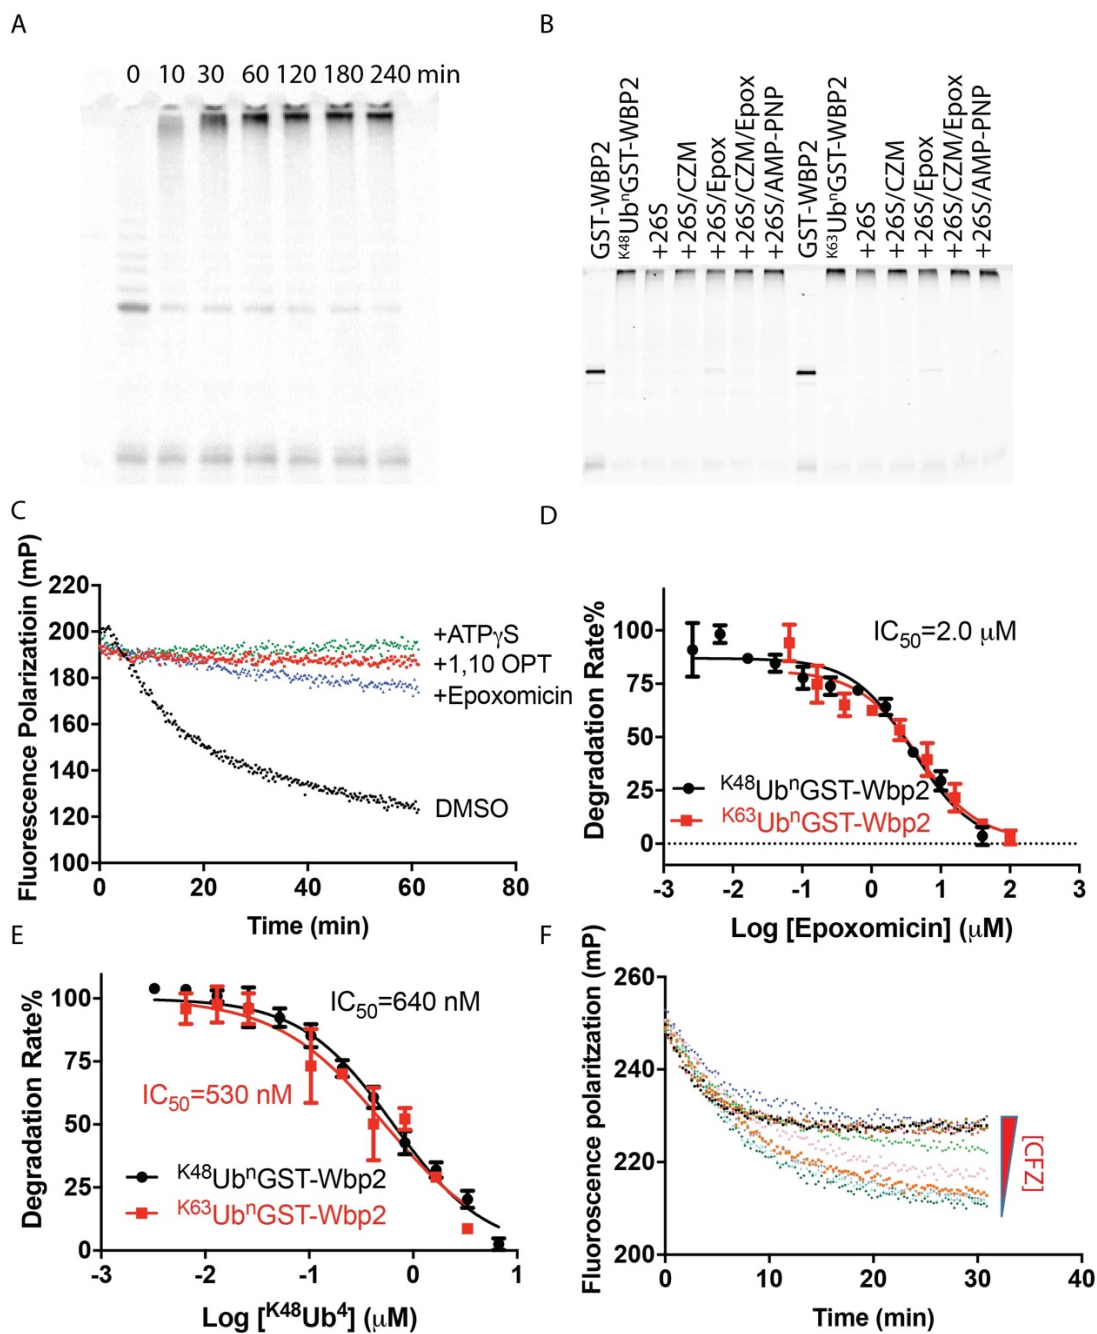 A
0 10 30 60 120 180 240 min
B
GST-WBP2
K48UbⁿGST-WBP2
+26S
+26S/CZM
+26S/Epox
+26S/CZM/Epox
+26S/AMP-PNP
GST-WBP2
K63UbⁿGST-WBP2
+26S
+26S/CZM
+26S/Epox
+26S/CZM/Epox
+26S/AMP-PNP
C
Fluorescence Polarizatioin (mP)
220
200
180
160
140
120
100
+ATPγS
+1,10 OPT
+Epoxomicin
DMSO
0 20 40 60 80
Time (min)
D
Degradation Rate%
100
75
50
25
0
IC50=2.0 μM
K48UbⁿGST-Wbp2
K63UbⁿGST-Wbp2
-3 -2 -1 0 1 2 3
Log [Epoxomicin] (μM)
E
Degradation Rate%
100
75
50
25
0
IC50=640 nM
IC50=530 nM
K48UbⁿGST-Wbp2
K63UbⁿGST-Wbp2
-3 -2 -1 0 1
Log [K48Ub4] (μM)
F
Fluoroscence polaritzation (mP)
260
240
220
200
[CFZ]
0 10 20 30 40
Time (min)